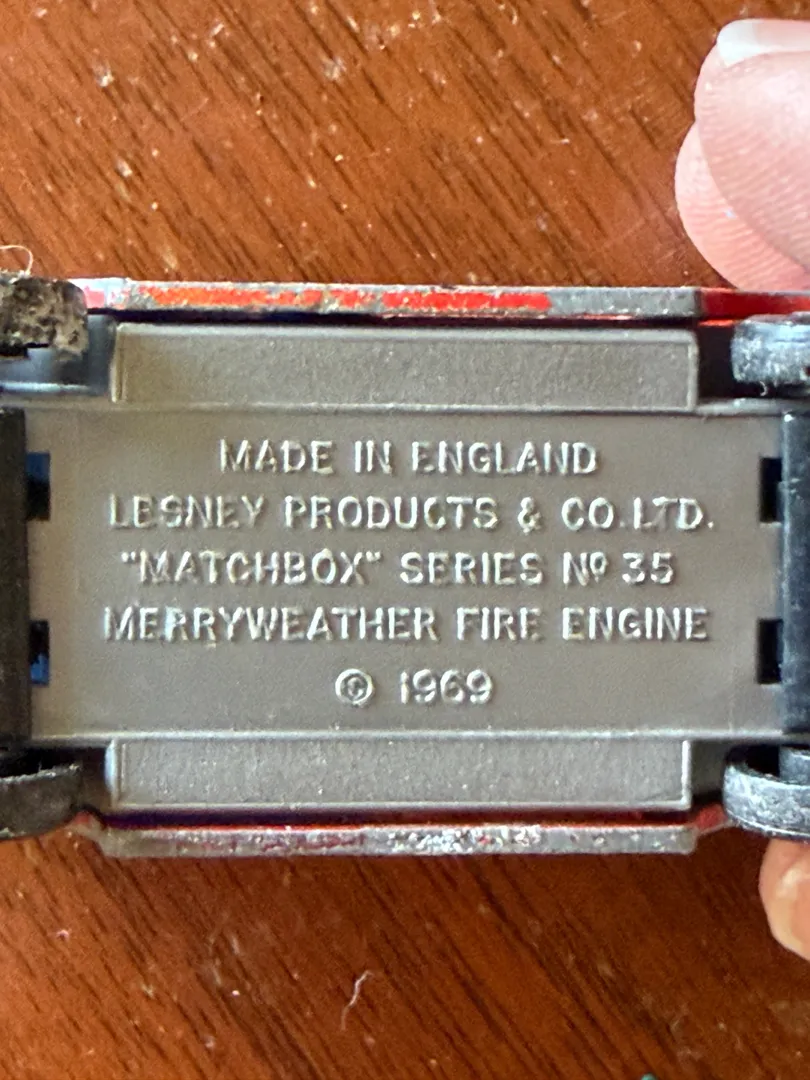 MADE IN ENGLAND
LESNEY PRODUCTS & CO.LTD.
"MATCHBOX" SERIES Nº 35
MERRYWEATHER FIRE ENGINE
© 1969